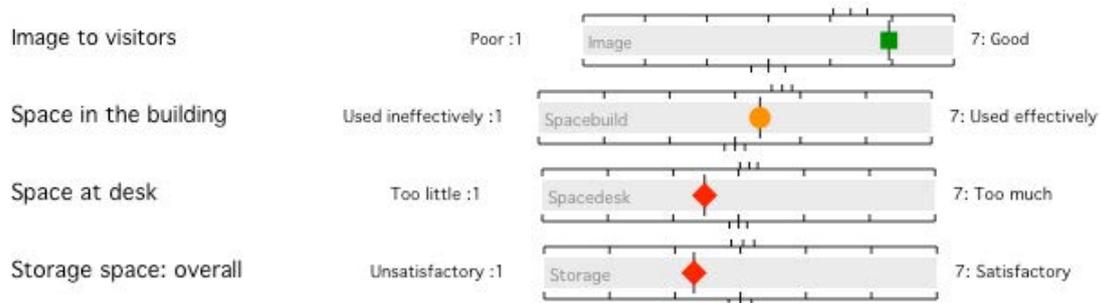 Image to visitors Poor :1 Image 7: Good
Space in the building Used ineffectively :1 Spacebuild 7: Used effectively
Space at desk Too little :1 Spacedesk 7: Too much
Storage space: overall Unsatisfactory :1 Storage 7: Satisfactory